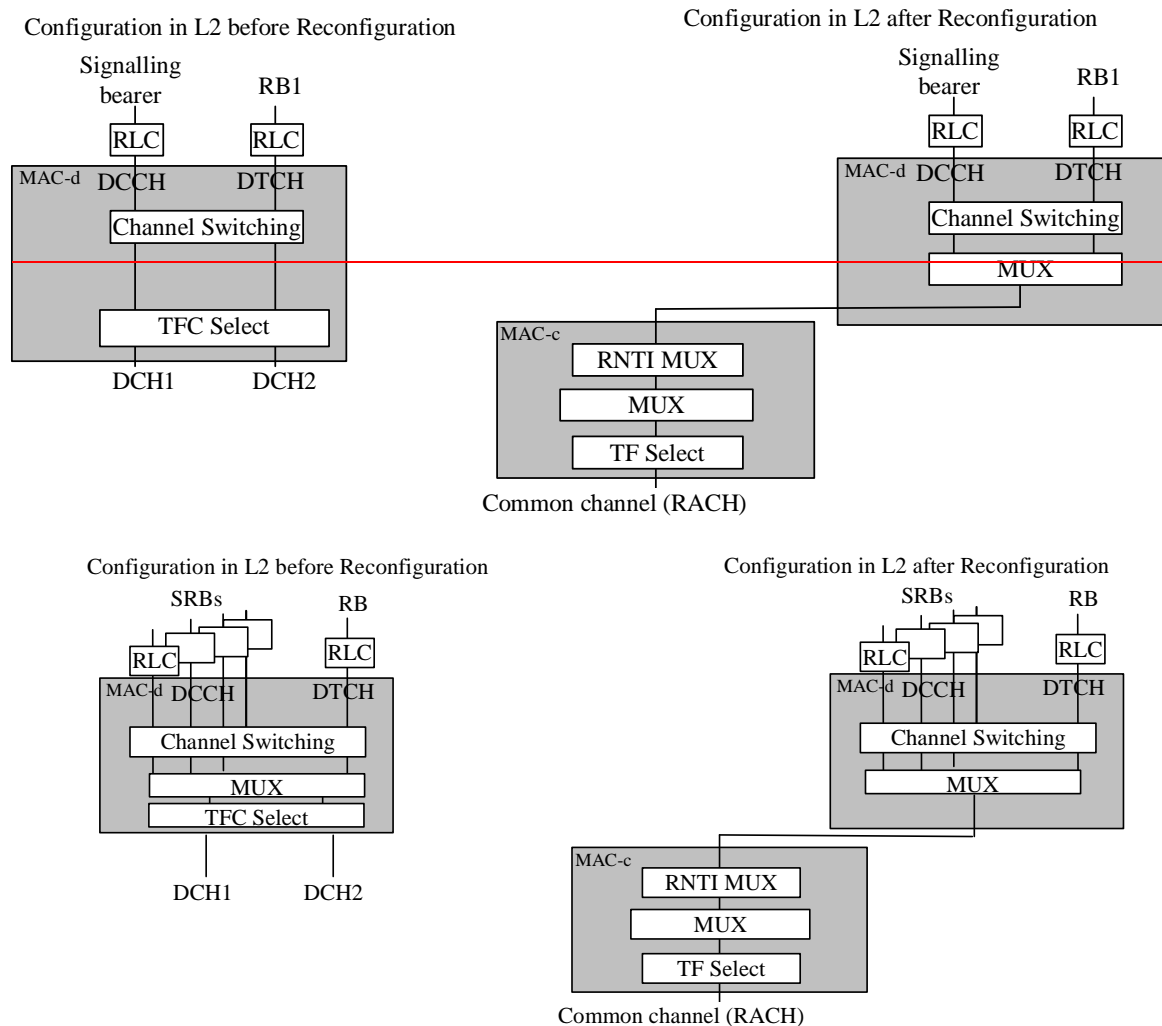 Configuration in L2 before Reconfiguration
Signalling
bearer
RB1
RLC
RLC
MAC-d
DCCH
DTCH
Channel Switching
TFC Select
DCH1
DCH2
Configuration in L2 after Reconfiguration
Signalling
bearer
RB1
RLC
RLC
MAC-d
DCCH
DTCH
Channel Switching
MUX
MAC-c
RNTI MUX
MUX
TF Select
Common channel (RACH)
Configuration in L2 before Reconfiguration
SRBs
RB
RLC
RLC
MAC-d
DCCH
DTCH
Channel Switching
MUX
TFC Select
DCH1
DCH2
Configuration in L2 after Reconfiguration
SRBs
RB
RLC
RLC
MAC-d
DCCH
DTCH
Channel Switching
MUX
MAC-c
RNTI MUX
MUX
TF Select
Common channel (RACH)